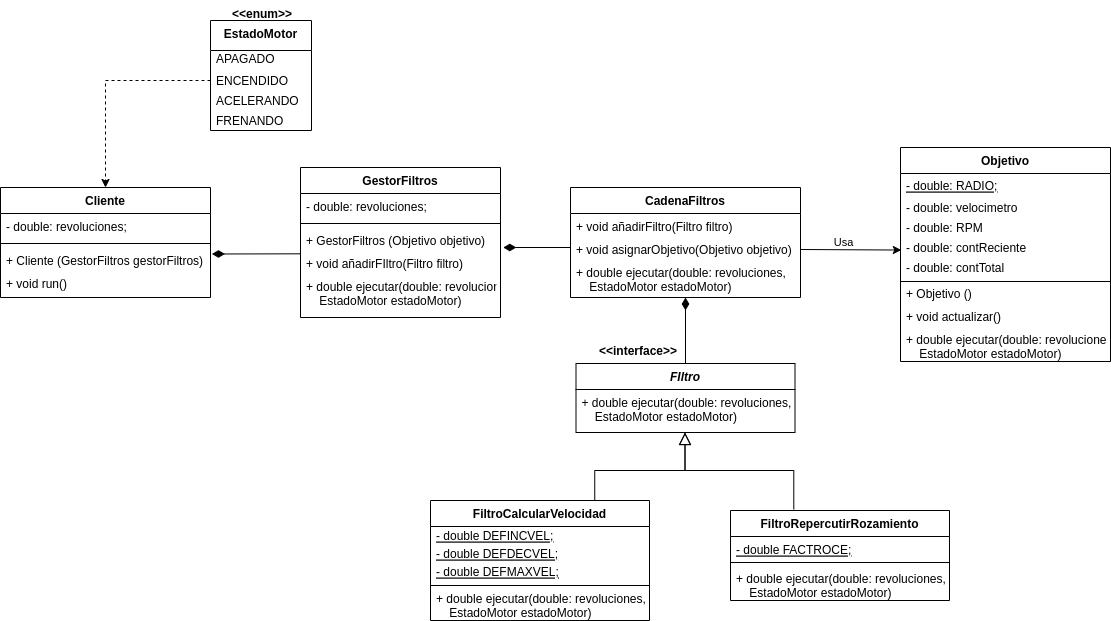 <<enum>>
EstadoMotor
APAGADO
ENCENDIDO
ACELERANDO
FRENANDO
Cliente
- double: revoluciones;
+ Cliente (GestorFiltros gestorFiltros)
+ void run()
GestorFiltros
- double: revoluciones;
+ GestorFiltros (Objetivo objetivo)
+ void añadirFIltro(Filtro filtro)
+ double ejecutar(double: revolucior
EstadoMotor estadoMotor)
CadenaFiltros
+ void añadirFiltro(Filtro filtro)
+ void asignarObjetivo(Objetivo objetivo)
+ double ejecutar(double: revoluciones,
EstadoMotor estadoMotor)
Usa
Objetivo
- double: RADIO;
- double: velocimetro
- double: RPM
- double: contReciente
- double: contTotal
+ Objetivo ()
+ void actualizar()
+ double ejecutar(double: revolucione
EstadoMotor estadoMotor)
<<interface>>
FIltro
+ double ejecutar(double: revoluciones,
EstadoMotor estadoMotor)
FiltroCalcularVelocidad
- double DEFINCVEL;
- double DEFDECVEL;
- double DEFMAXVEL;
+ double ejecutar(double: revoluciones,
EstadoMotor estadoMotor)
FiltroRepercutirRozamiento
- double FACTROCE;
+ double ejecutar(double: revoluciones,
EstadoMotor estadoMotor)